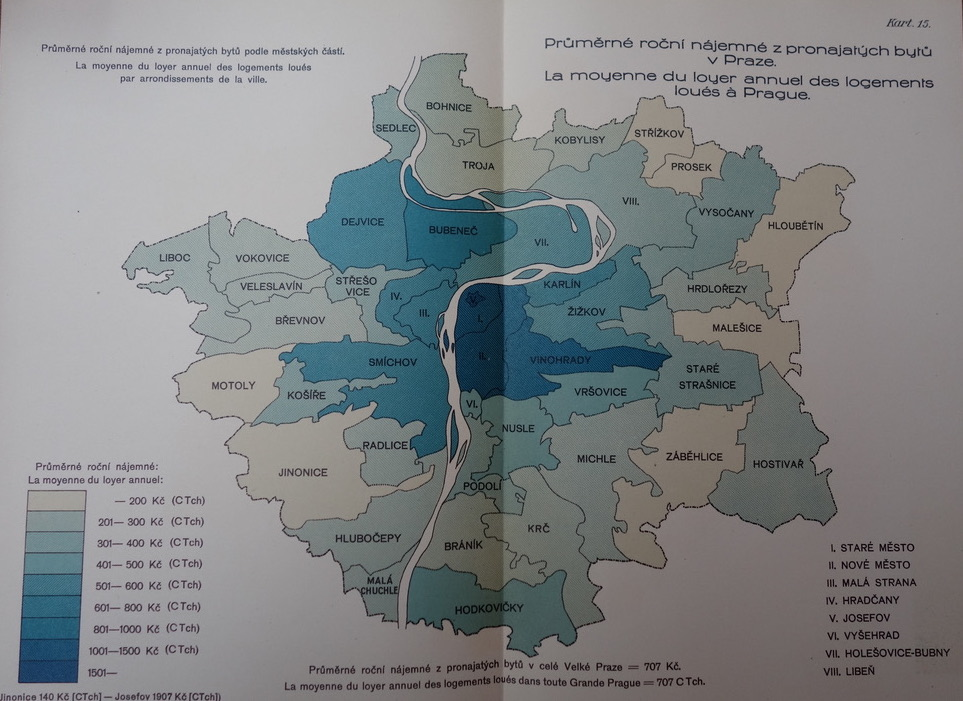 Kart. 15.
Průměrné roční nájemné z pronajatých bytů podle městských částí.
La moyenne du loyer annuel des logements loués
par arrondissements de la ville.
Průměrné roční nájemné z pronajatých bytů
v Praze.
La moyenne du loyer annuel des logements
loués à Prague.
BOHNICE
SEDLEC
KOBYLISY
STŘÍŽKOV
TROJA
PROSEK
DEJVICE
BUBENEČ
VII.
VIII.
VYSOČANY
HLOUBĚTÍN
LIBOC
VOKOVICE
VELESLAVÍN
STŘEŠO
VICE
IV.
III.
V.
I.
KARLÍN
HRDLOŘEZY
BŘEVNOV
ŽIŽKOV
MALEŠICE
SMÍCHOV
II.
VINOHRADY
STARÉ
STRAŠNICE
MOTOLY
KOŠÍŘE
VRŠOVICE
VI.
NUSLE
RADLICE
MICHLE
ZÁBĚHLICE
HOSTIVAŘ
JINONICE
PODOLÍ
KRČ
HLUBOČEPY
BRÁNÍK
MALÁ
CHUCHLE
HODKOVIČKY
Průměrné roční nájemné:
La moyenne du loyer annuel:
— 200 Kč (CTch)
201— 300 Kč (CTch)
301— 400 Kč (CTch)
401— 500 Kč (CTch)
501— 600 Kč (CTch)
601— 800 Kč (CTch)
801—1000 Kč (CTch)
1001—1500 Kč (CTch)
1501—
I. STARÉ MĚSTO
II. NOVÉ MĚSTO
III. MALÁ STRANA
IV. HRADČANY
V. JOSEFOV
VI. VYŠEHRAD
VII. HOLEŠOVICE-BUBNY
VIII. LIBEŇ
Průměrné roční nájemné z pronajatých bytů v celé Velké Praze = 707 Kč.
La moyenne du loyer annuel des logements loués dans toute Grande Prague = 707 C Tch.
Jinonice 140 Kč [CTch] — Josefov 1907 Kč [CTch])